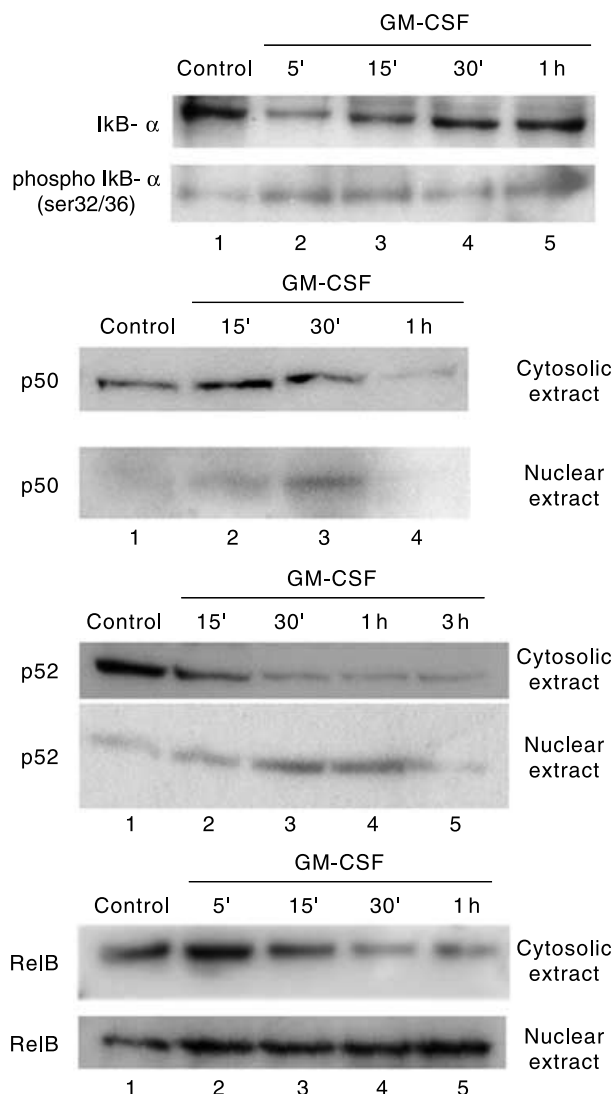 GM-CSF
Control 5' 15' 30' 1 h
IkB- α
phospho IkB- α
(ser32/36)
1 2 3 4 5
GM-CSF
Control 15' 30' 1 h
p50 Cytosolic
extract
p50 Nuclear
extract
1 2 3 4
GM-CSF
Control 15' 30' 1 h 3 h
p52 Cytosolic
extract
p52 Nuclear
extract
1 2 3 4 5
GM-CSF
Control 5' 15' 30' 1 h
RelB Cytosolic
extract
RelB Nuclear
extract
1 2 3 4 5